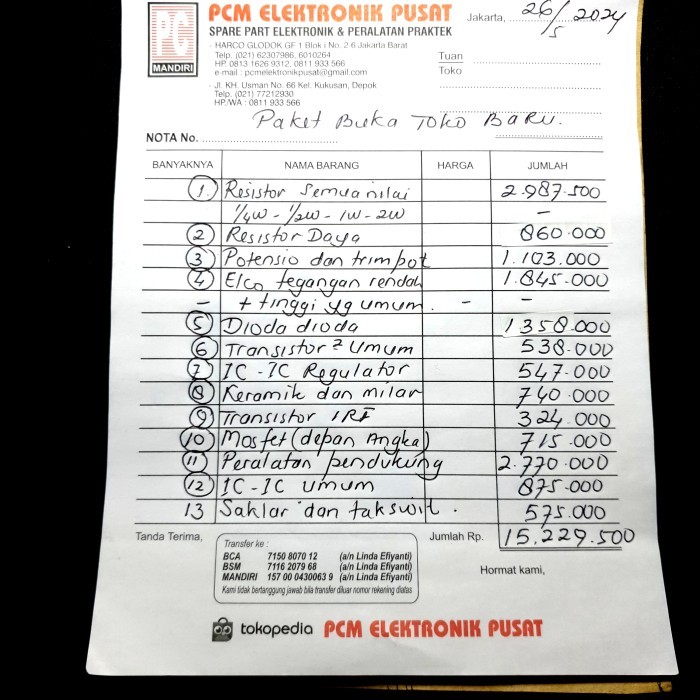 PC
MANDIRI
PCM ELEKTRONIK PUSAT
SPARE PART ELEKTRONIK & PERALATAN PRAKTEK
- HARCO GLODOK GF 1 Blok i No. 2 6 Jakarta Barat
Telp. (021) 62307986, 6010264
HP. 0813 1626 9312, 0811 933 566
e-mail : pcmelektronikpusat@gmail.com
- Jl. KH. Usman No. 66 Kel. Kukusan, Depok
Telp. (021) 77212930
HP/WA : 0811 933 566
Jakarta, 26/5 2024
Tuan
Toko
Paket Buka Toko Baru.
NOTA No.
BANYAKNYA NAMA BARANG HARGA JUMLAH
1. Resistor Semua nilai 2.987.500
1/4W - 1/2W - 1W - 2W -
2 Resistor Daya 860.000
3 Potensio dan trimpot 1.103.000
4 Elco tegangan rendah 1.845.000
- + tinggi yg umum. - -
5 Dioda dioda 1358.000
6 Transistor ² Umum 538.000
7 IC - IC Regulator 547.000
8 Keramik dan milar 740.000
9 Transistor IRF 324.000
10 Mosfet (depan Angka) 715.000
11 Peralatan pendukung 2.770.000
12 IC-IC umum 875.000
13 Saklar dan takswit. 575.000
Tanda Terima,
Jumlah Rp. 15.229.500
Transfer ke :
BCA 7150 8070 12 (a/n Linda Efiyanti)
BSM 7116 2079 68 (a/n Linda Efiyanti)
MANDIRI 157 00 0430063 9 (a/n Linda Efiyanti)
Kami tidak bertanggung jawab bila transfer diluar nomor rekening diatas
Hormat kami,
tokopedia PCM ELEKTRONIK PUSAT